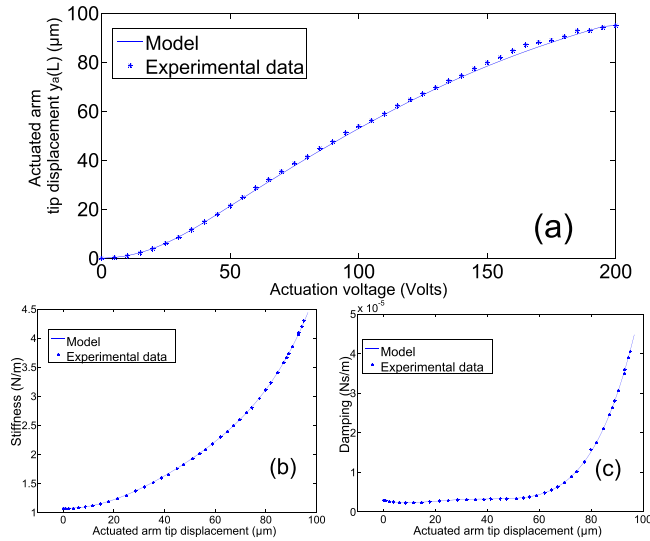 100
80
60
40
20
0
Actuated arm
tip displacement yₐ(L) (μm)
Model
Experimental data
(a)
0 50 100 150 200
Actuation voltage (Volts)
4.5
4
3.5
3
2.5
2
1.5
1
Stiffness (N/m)
Model
Experimental data
(b)
0 20 40 60 80 100
Actuated arm tip displacement (μm)
x 10⁻⁵
5
4
3
2
1
0
Damping (Ns/m)
Model
Experimental data
(c)
0 20 40 60 80 100
Actuated arm tip displacement (μm)